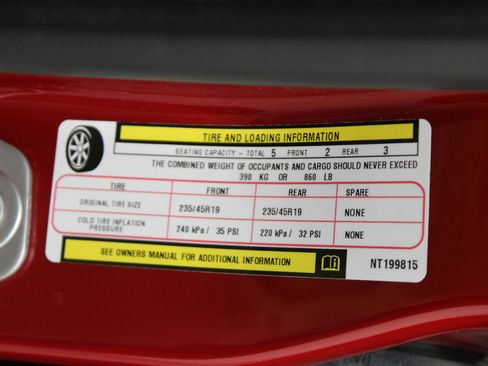 TIRE AND LOADING INFORMATION
SEATING CAPACITY - TOTAL 5 FRONT 2 REAR 3
THE COMBINED WEIGHT OF OCCUPANTS AND CARGO SHOULD NEVER EXCEED
390 KG OR 860 LB
TIRE FRONT REAR SPARE
ORIGINAL TIRE SIZE 235/45R19 235/45R19 NONE
COLD TIRE INFLATION PRESSURE 240 kPa / 35 PSI 220 kPa / 32 PSI NONE
SEE OWNERS MANUAL FOR ADDITIONAL INFORMATION NT199815